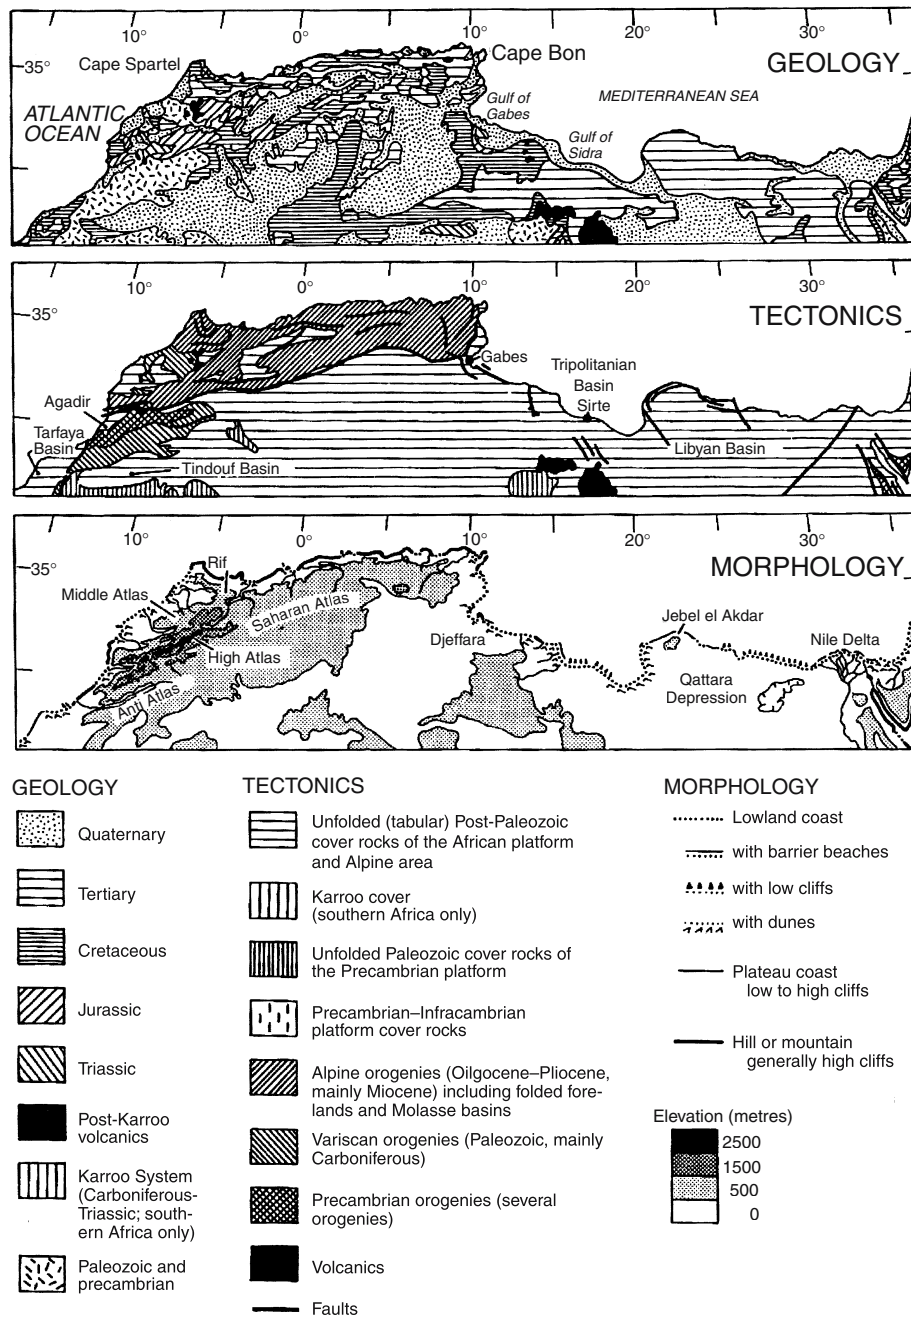 10° 0° 10° 20° 30°
35°
Cape Spartel
Cape Bon
GEOLOGY
ATLANTIC
OCEAN
Gulf of
Gabes
MEDITERRANEAN SEA
Gulf of
Sidra
10° 0° 10° 20° 30°
35°
TECTONICS
Gabes
Tripolitanian
Basin
Sirte
Agadir
Tarfaya
Basin
Libyan Basin
Tindouf Basin
10° 0° 10° 20° 30°
35°
Rif
MORPHOLOGY
Middle Atlas
Saharan Atlas
Jebel el Akdar
Djeffara
Nile Delta
High Atlas
Qattara
Depression
Anti Atlas
GEOLOGY
Quaternary
Tertiary
Cretaceous
Jurassic
Triassic
Post-Karroo
volcanics
Karroo System
(Carboniferous-
Triassic; south-
ern Africa only)
Paleozoic and
precambrian
TECTONICS
Unfolded (tabular) Post-Paleozoic
cover rocks of the African platform
and Alpine area
Karroo cover
(southern Africa only)
Unfolded Paleozoic cover rocks of
the Precambrian platform
Precambrian–Infracambrian
platform cover rocks
Alpine orogenies (Oilgocene–Pliocene,
mainly Miocene) including folded fore-
lands and Molasse basins
Variscan orogenies (Paleozoic, mainly
Carboniferous)
Precambrian orogenies (several
orogenies)
Volcanics
Faults
MORPHOLOGY
Lowland coast
with barrier beaches
with low cliffs
with dunes
Plateau coast
low to high cliffs
Hill or mountain
generally high cliffs
Elevation (metres)
2500
1500
500
0